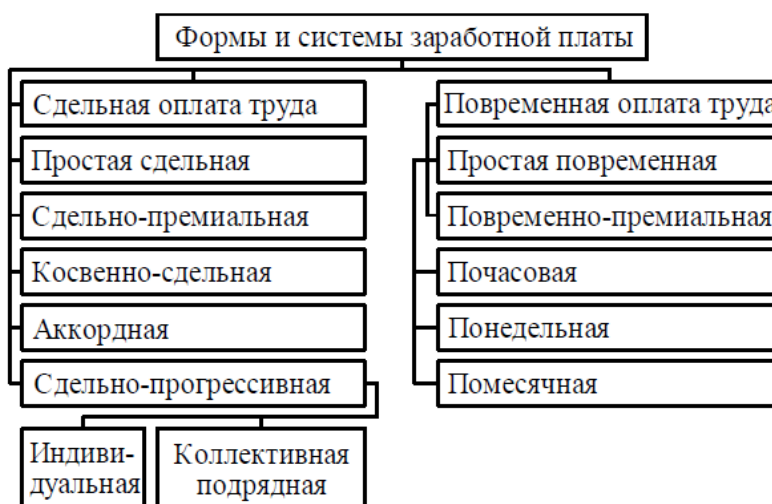 Формы и системы заработной платы
Сдельная оплата труда
Простая сдельная
Сдельно-премиальная
Косвенно-сдельная
Аккордная
Сдельно-прогрессивная
Индиви-
дуальная
Коллективная
подрядная
Повременная оплата труда
Простая повременная
Повременно-премиальная
Почасовая
Понедельная
Помесячная